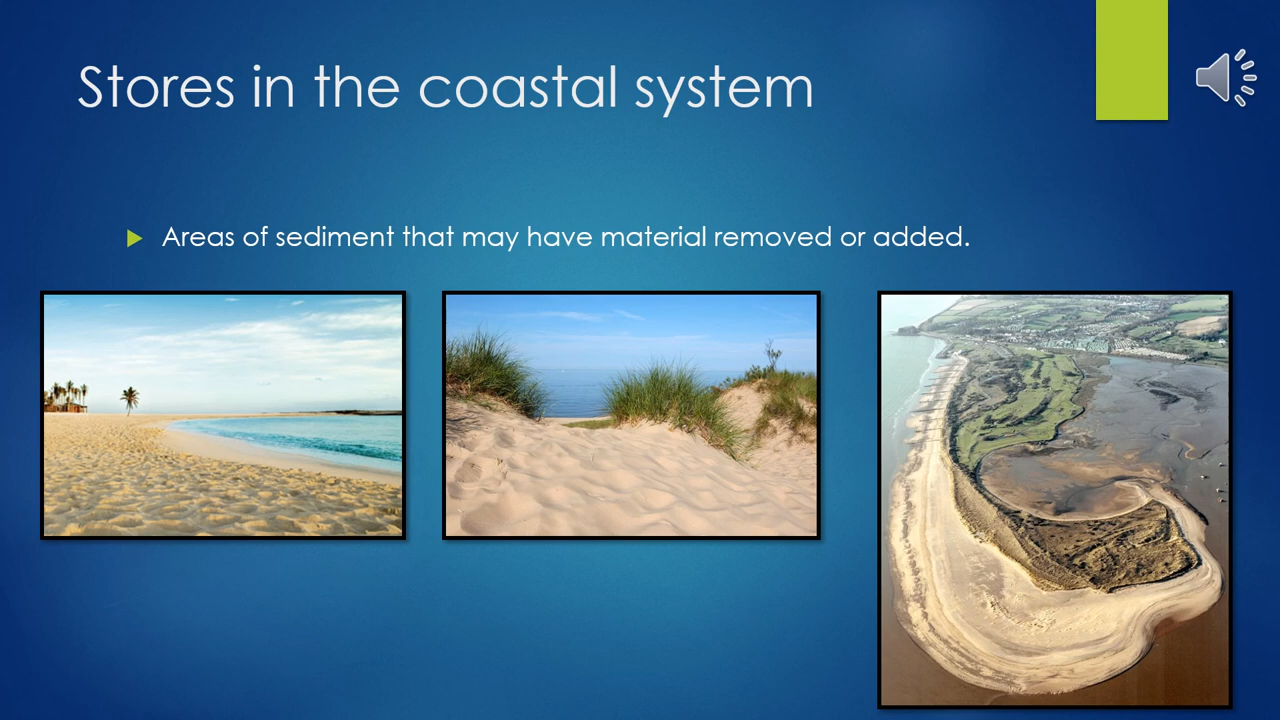 Stores in the coastal system
Areas of sediment that may have material removed or added.